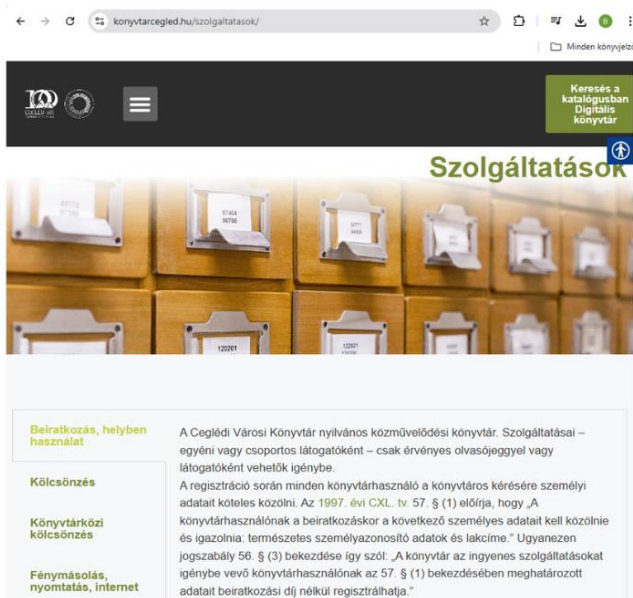 konyvtarcegled.hu/szolgaltatasok/
Minden könyvjelző
100
Keresés a
katalógusban
Digitális
könyvtár
Szolgáltatások
120201
Beiratkozás, helyben
használat
Kölcsönzés
Könyvtárközi
kölcsönzés
Fénymásolás,
nyomtatás, internet
A Ceglédi Városi Könyvtár nyilvános közművelődési könyvtár. Szolgáltatásai –
egyéni vagy csoportos látogatóként – csak érvényes olvasójeggyel vagy
látogatóként vehetők igénybe.
A regisztráció során minden könyvtárhasználó a könyvtáros kérésére személyi
adatait köteles közölni. Az 1997. évi CXL. tv. 57. § (1) előírja, hogy „A
könyvtárhasználónak a beiratkozáskor a következő személyes adatait kell közölnie
és igazolnia: természetes személyazonosító adatok és lakcíme.” Ugyanezen
jogszabály 56. § (3) bekezdése így szól: „A könyvtár az ingyenes szolgáltatásokat
igénybe vevő könyvtárhasználónak az 57. § (1) bekezdésében meghatározott
adatait beiratkozási díj nélkül regisztrálhatja.”